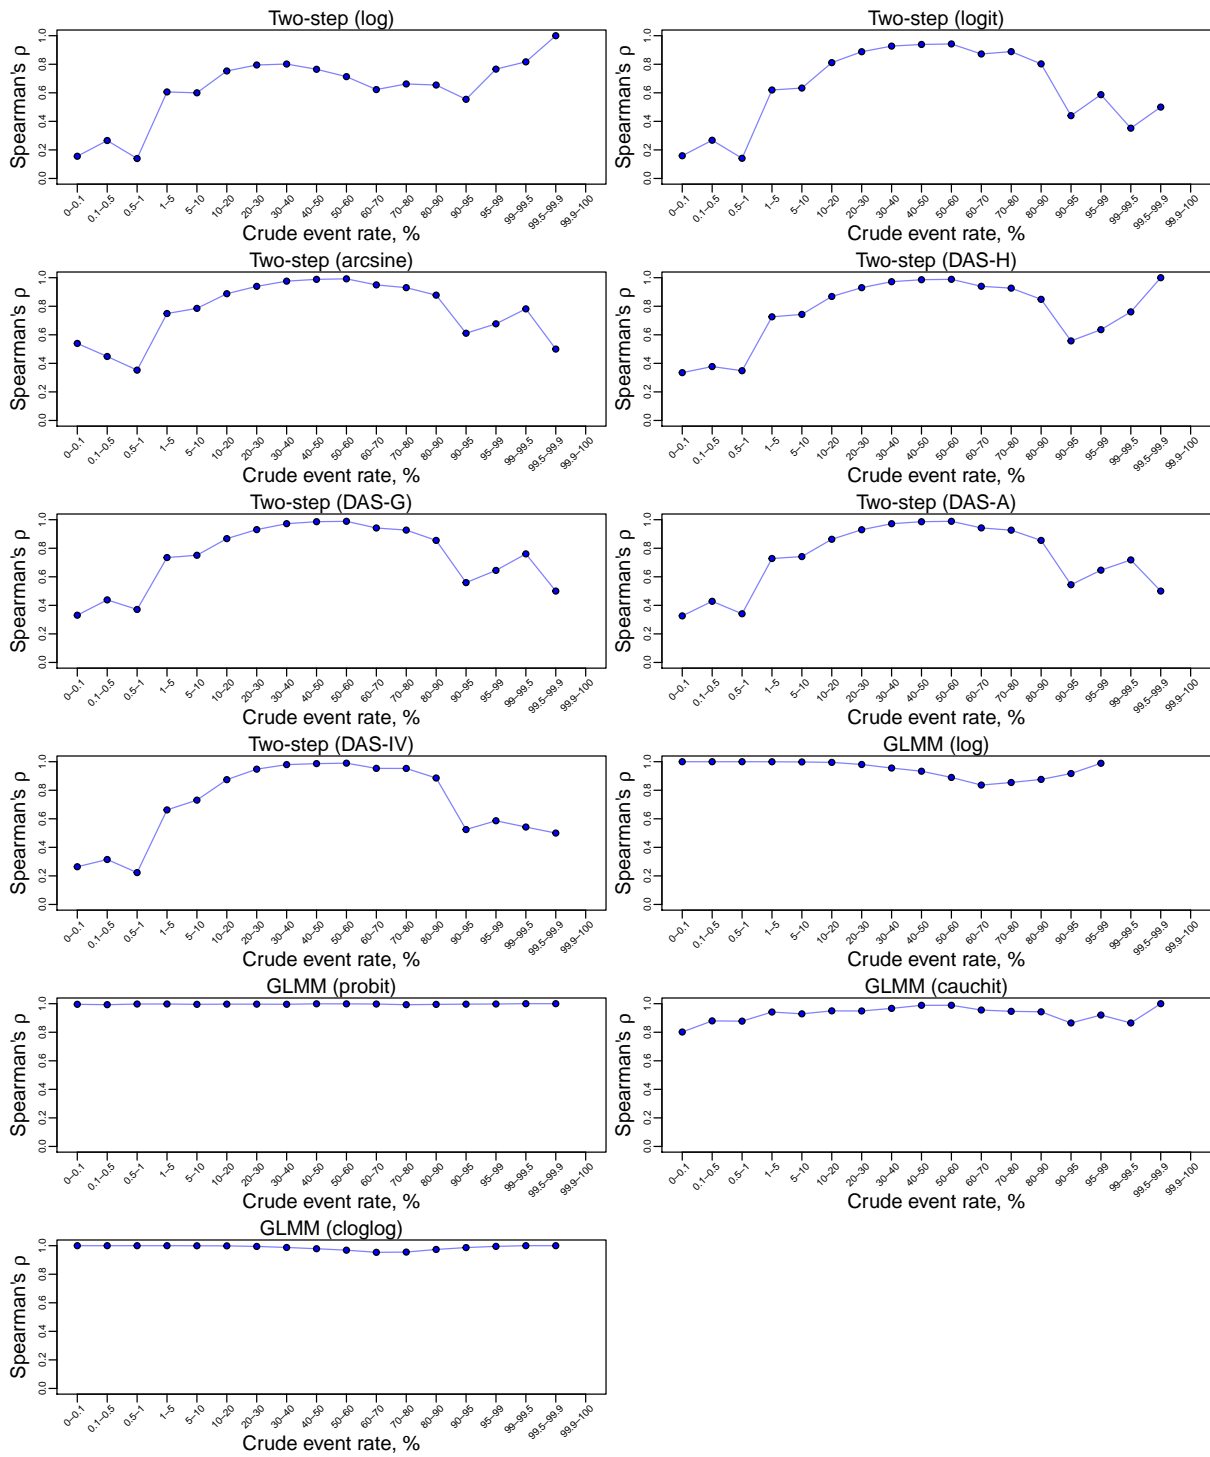 Two-step (log)
Spearman's ρ
0.0 0.2 0.4 0.6 0.8 1.0
0–0.1 0.1–0.5 0.5–1 1–5 5–10 10–20 20–30 30–40 40–50 50–60 60–70 70–80 80–90 90–95 95–99 99–99.5 99.5–99.9 99.9–100
Crude event rate, %
Two-step (logit)
Spearman's ρ
0.0 0.2 0.4 0.6 0.8 1.0
0–0.1 0.1–0.5 0.5–1 1–5 5–10 10–20 20–30 30–40 40–50 50–60 60–70 70–80 80–90 90–95 95–99 99–99.5 99.5–99.9 99.9–100
Crude event rate, %
Two-step (arcsine)
Spearman's ρ
0.0 0.2 0.4 0.6 0.8 1.0
0–0.1 0.1–0.5 0.5–1 1–5 5–10 10–20 20–30 30–40 40–50 50–60 60–70 70–80 80–90 90–95 95–99 99–99.5 99.5–99.9 99.9–100
Crude event rate, %
Two-step (DAS-H)
Spearman's ρ
0.0 0.2 0.4 0.6 0.8 1.0
0–0.1 0.1–0.5 0.5–1 1–5 5–10 10–20 20–30 30–40 40–50 50–60 60–70 70–80 80–90 90–95 95–99 99–99.5 99.5–99.9 99.9–100
Crude event rate, %
Two-step (DAS-G)
Spearman's ρ
0.0 0.2 0.4 0.6 0.8 1.0
0–0.1 0.1–0.5 0.5–1 1–5 5–10 10–20 20–30 30–40 40–50 50–60 60–70 70–80 80–90 90–95 95–99 99–99.5 99.5–99.9 99.9–100
Crude event rate, %
Two-step (DAS-A)
Spearman's ρ
0.0 0.2 0.4 0.6 0.8 1.0
0–0.1 0.1–0.5 0.5–1 1–5 5–10 10–20 20–30 30–40 40–50 50–60 60–70 70–80 80–90 90–95 95–99 99–99.5 99.5–99.9 99.9–100
Crude event rate, %
Two-step (DAS-IV)
Spearman's ρ
0.0 0.2 0.4 0.6 0.8 1.0
0–0.1 0.1–0.5 0.5–1 1–5 5–10 10–20 20–30 30–40 40–50 50–60 60–70 70–80 80–90 90–95 95–99 99–99.5 99.5–99.9 99.9–100
Crude event rate, %
GLMM (log)
Spearman's ρ
0.0 0.2 0.4 0.6 0.8 1.0
0–0.1 0.1–0.5 0.5–1 1–5 5–10 10–20 20–30 30–40 40–50 50–60 60–70 70–80 80–90 90–95 95–99 99–99.5 99.5–99.9 99.9–100
Crude event rate, %
GLMM (probit)
Spearman's ρ
0.0 0.2 0.4 0.6 0.8 1.0
0–0.1 0.1–0.5 0.5–1 1–5 5–10 10–20 20–30 30–40 40–50 50–60 60–70 70–80 80–90 90–95 95–99 99–99.5 99.5–99.9 99.9–100
Crude event rate, %
GLMM (cauchit)
Spearman's ρ
0.0 0.2 0.4 0.6 0.8 1.0
0–0.1 0.1–0.5 0.5–1 1–5 5–10 10–20 20–30 30–40 40–50 50–60 60–70 70–80 80–90 90–95 95–99 99–99.5 99.5–99.9 99.9–100
Crude event rate, %
GLMM (cloglog)
Spearman's ρ
0.0 0.2 0.4 0.6 0.8 1.0
0–0.1 0.1–0.5 0.5–1 1–5 5–10 10–20 20–30 30–40 40–50 50–60 60–70 70–80 80–90 90–95 95–99 99–99.5 99.5–99.9 99.9–100
Crude event rate, %